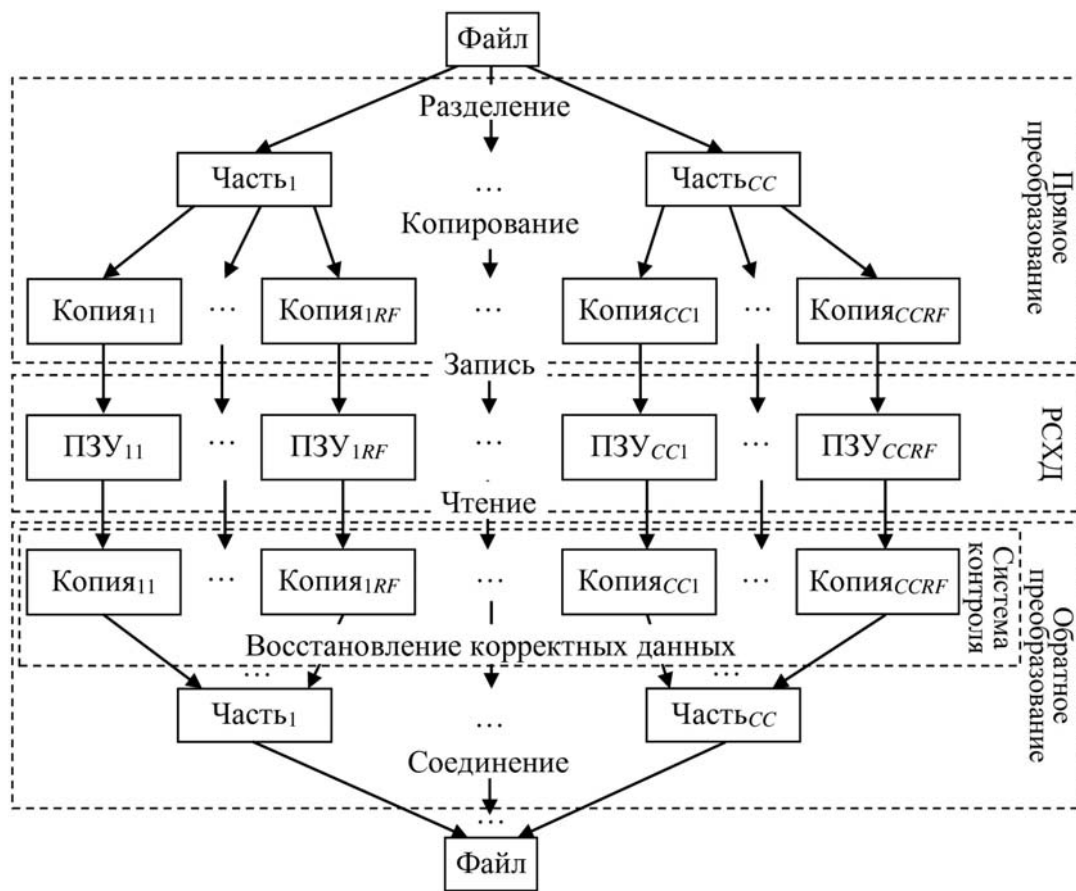 Файл
Разделение
Часть1 … ЧастьCC
Прямое
преобразование
Копирование
Копия11 … Копия1RF … КопияCC1 … КопияCCRF
Запись
ПЗУ11 … ПЗУ1RF … ПЗУCC1 … ПЗУCCRF
РСХД
Чтение
Копия11 … Копия1RF … КопияCC1 … КопияCCRF
Система
контроля
Обратное
преобразование
Восстановление корректных данных
… …
Часть1 … ЧастьCC
Соединение
…
Файл